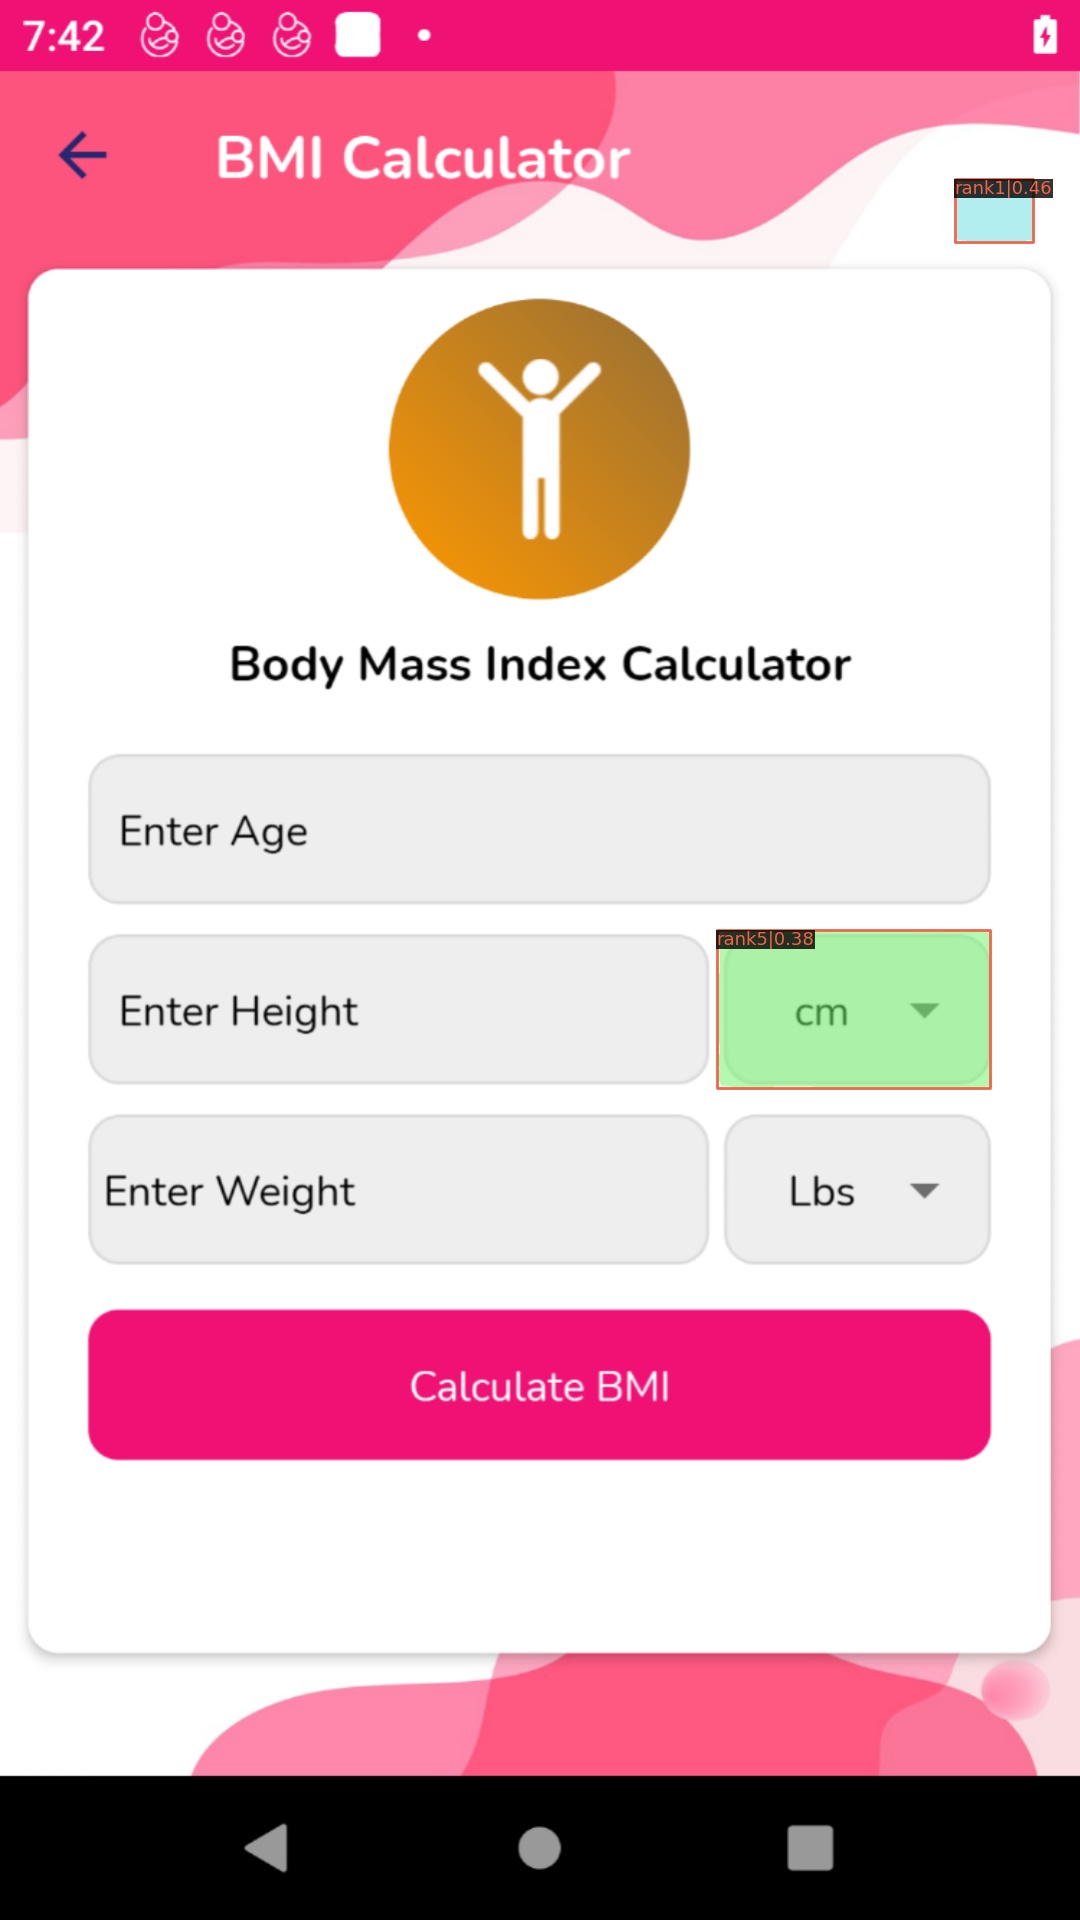 7:42
BMI Calculator
rank1|0.46
Body Mass Index Calculator
Enter Age
rank5|0.38
Enter Height
cm
Enter Weight
Lbs
Calculate BMI